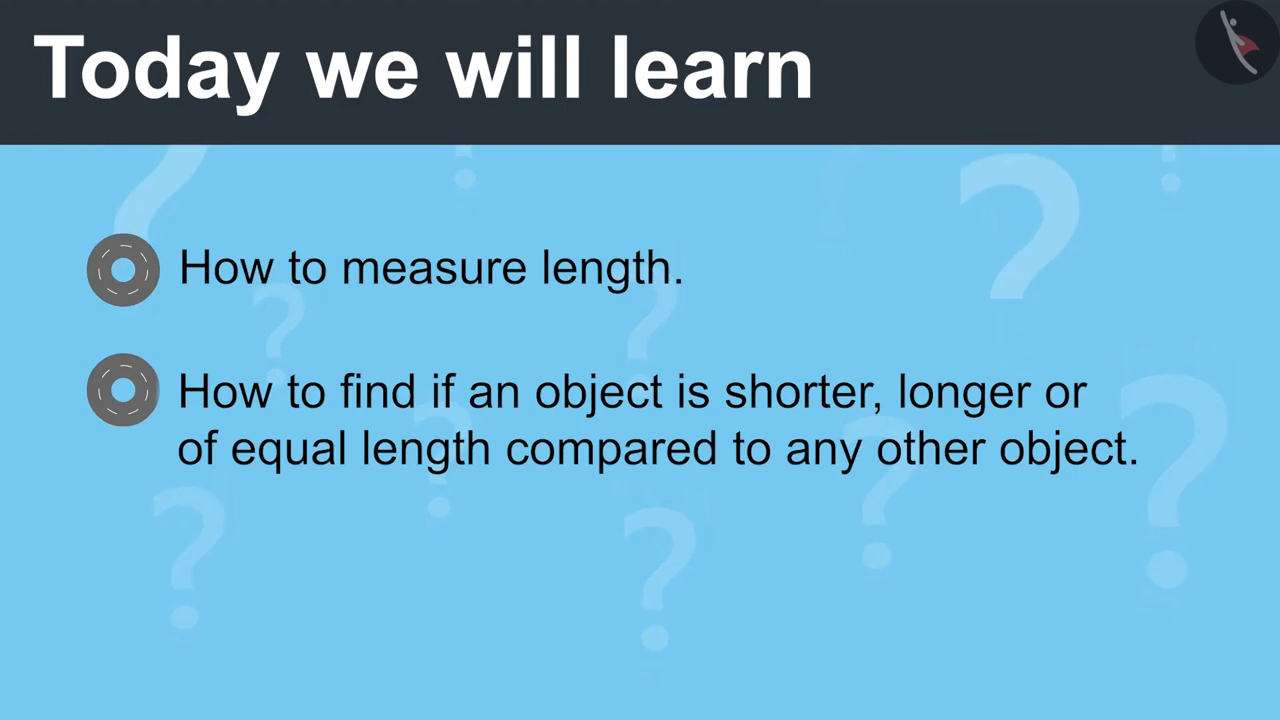 Today we will learn
How to measure length.
How to find if an object is shorter, longer or
of equal length compared to any other object.